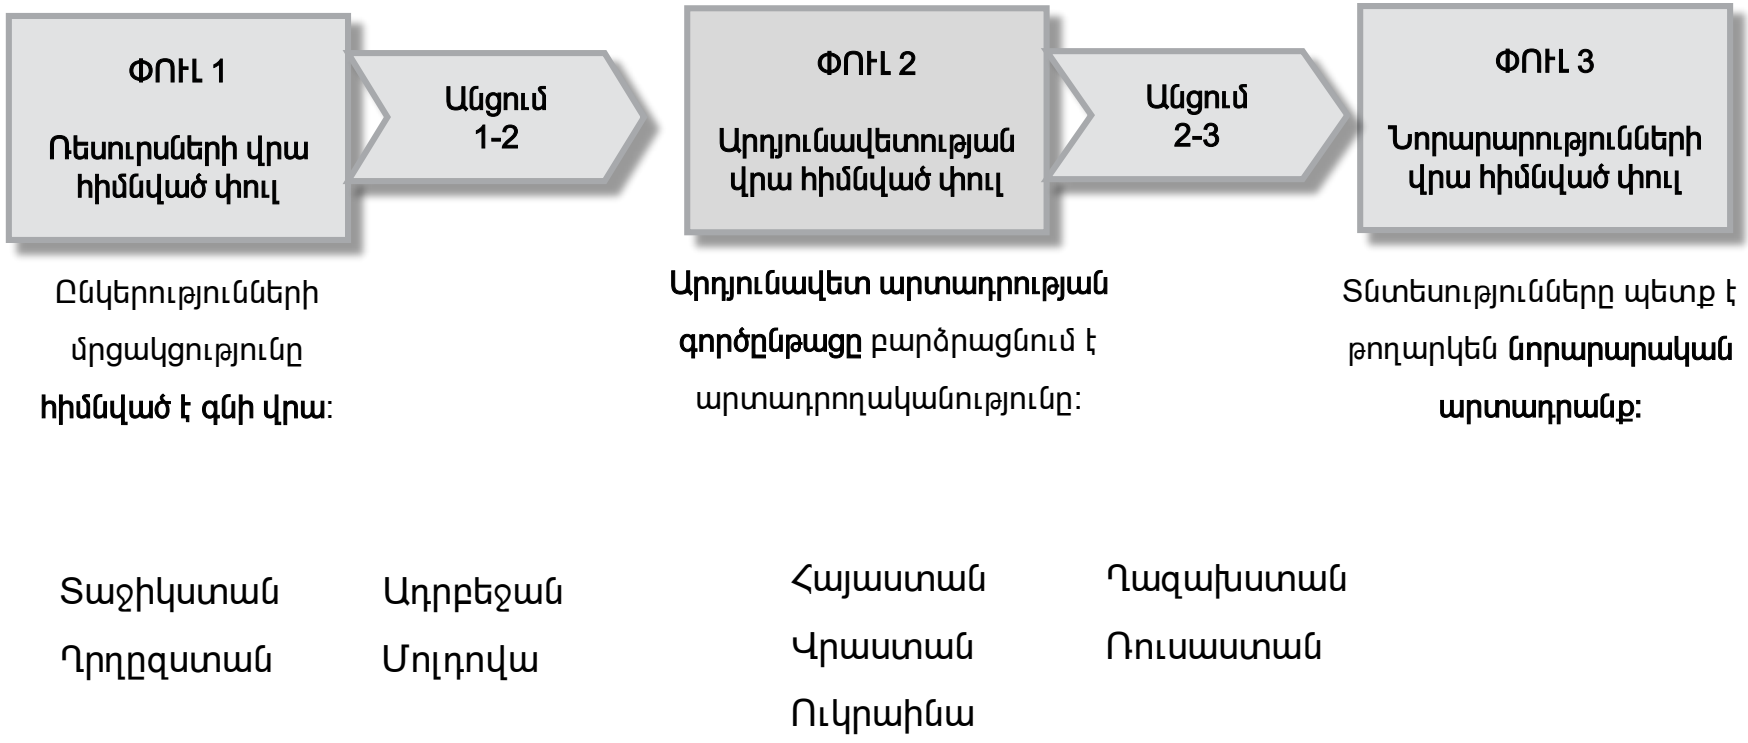 ՓՈՒԼ 1
Ռեսուրսների վրա
հիմնված փուլ
Անցում
1-2
ՓՈՒԼ 2
Արդյունավետության
վրա հիմնված փուլ
Անցում
2-3
ՓՈՒԼ 3
Նորարարությունների
վրա հիմնված փուլ
Ընկերությունների
մրցակցությունը
հիմնված է գնի վրա:
Արդյունավետ արտադրության
գործընթացը բարձրացնում է
արտադրողականությունը:
Տնտեսությունները պետք է
թողարկեն նորարարական
արտադրանք:
Տաջիկստան
Ղրղըզստան
Ադրբեջան
Մոլդովա
Հայաստան
Վրաստան
Ուկրաինա
Ղազախստան
Ռուսաստան